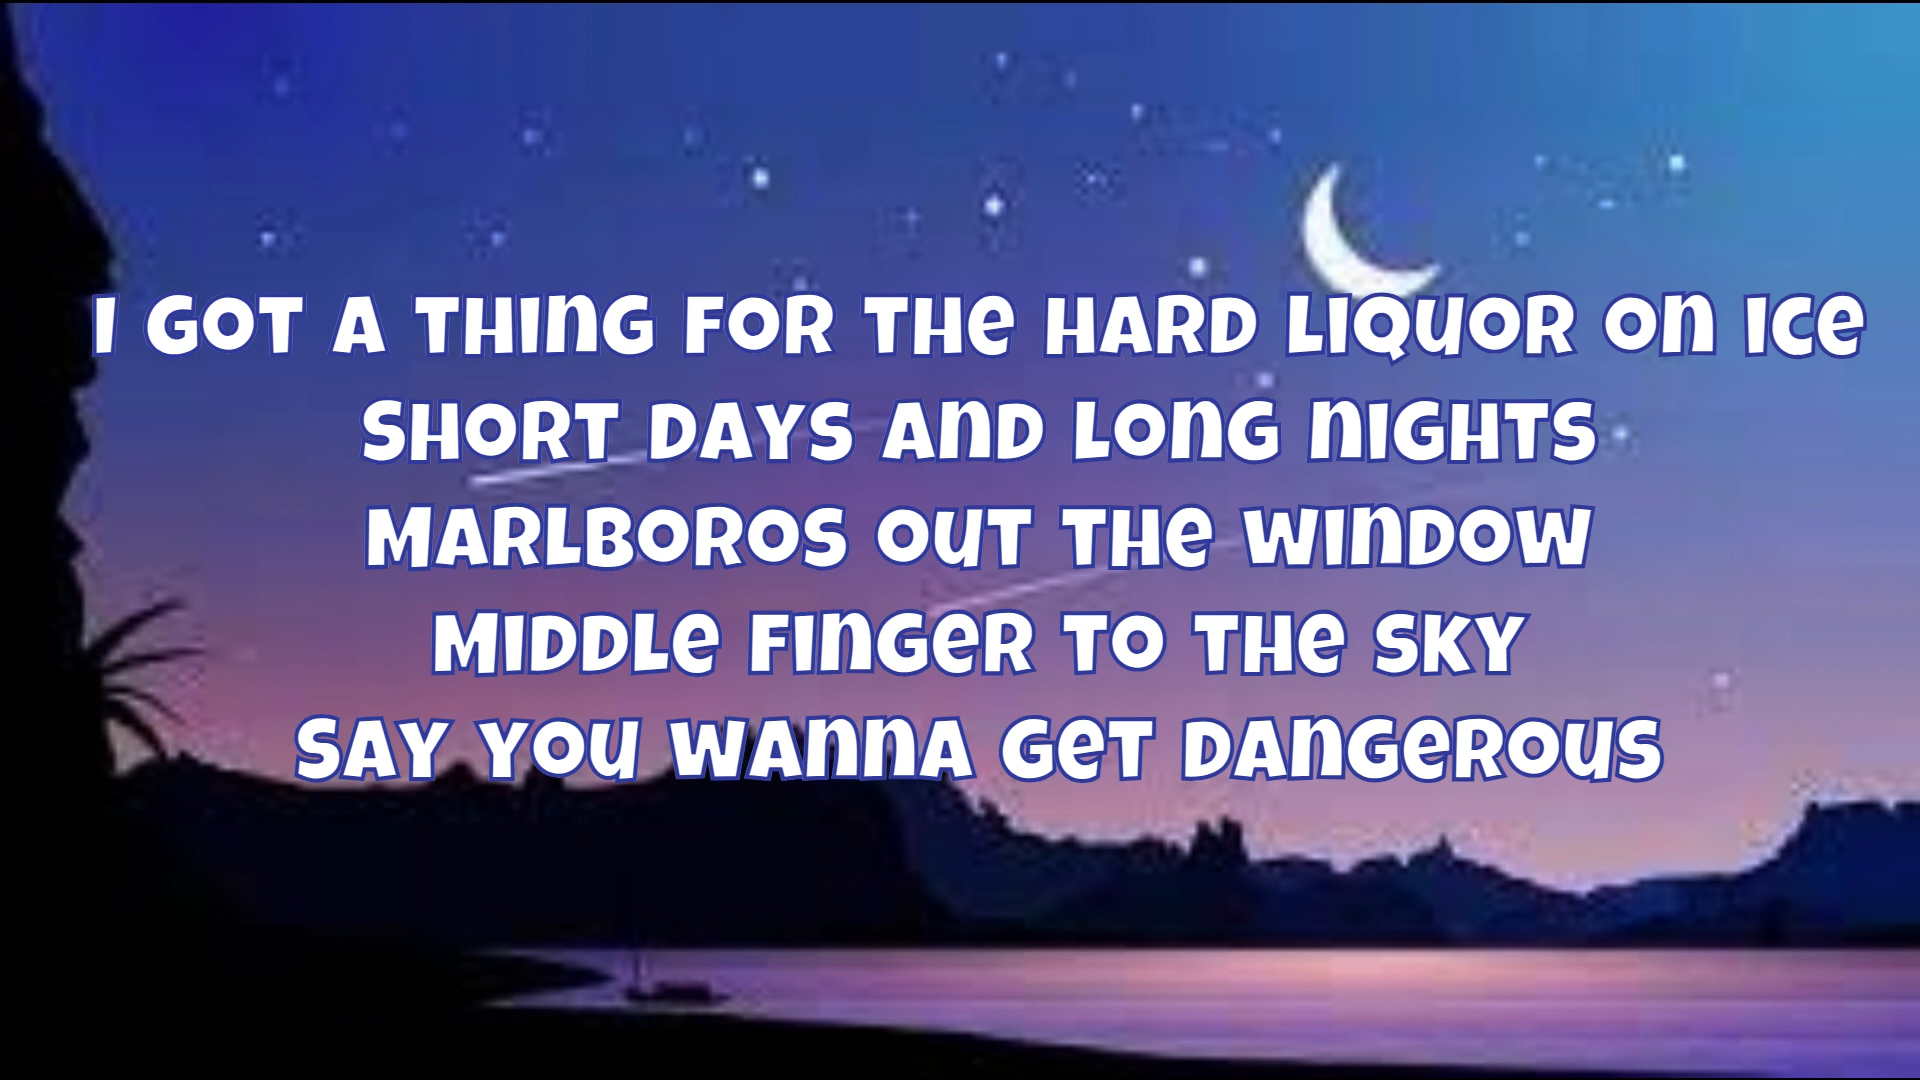 I GOT A THING FOR THE HARD LIQUOR ON ICE
SHORT DAYS AND LONG NIGHTS
MARLBOROS OUT THE WINDOW
MIDDLE FINGER TO THE SKY
SAY YOU WANNA GET DANGEROUS